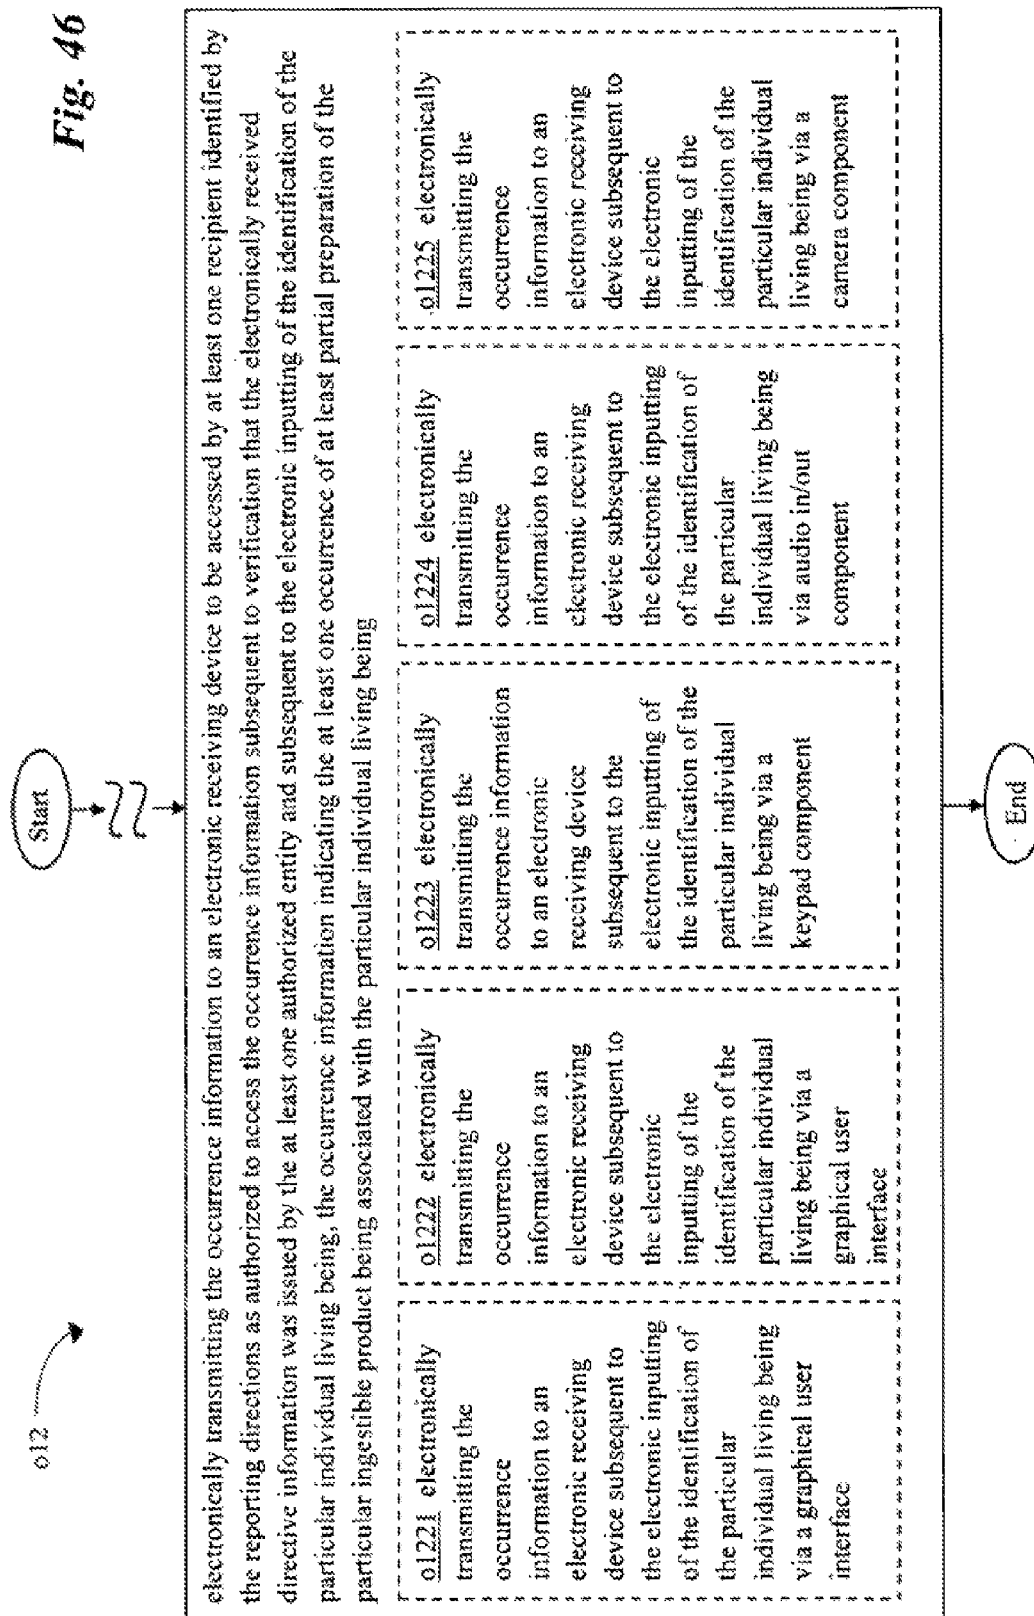 Fig. 46
o12
Start
electronically transmitting the occurrence information to an electronic receiving device to be accessed by at least one recipient identified by
the reporting directions as authorized to access the occurrence information subsequent to verification that the electronically received
directive information was issued by the at least one authorized entity and subsequent to the electronic inputting of the identification of the
particular individual living being, the occurrence information indicating the at least one occurrence of at least partial preparation of the
particular ingestible product being associated with the particular individual living being
o1221 electronically
transmitting the
occurrence
information to an
electronic receiving
device subsequent to
the electronic inputting
of the identification of
the particular
individual living being
via a graphical user
interface
o1222 electronically
transmitting the
occurrence
information to an
electronic receiving
device subsequent to
the electronic
inputting of the
identification of the
particular individual
living being via a
graphical user
interface
o1223 electronically
transmitting the
occurrence information
to an electronic
receiving device
subsequent to the
electronic inputting of
the identification of the
particular individual
living being via a
keypad component
o1224 electronically
transmitting the
occurrence
information to an
electronic receiving
device subsequent to
the electronic inputting
of the identification of
the particular
individual living being
via audio in/out
component
o1225 electronically
transmitting the
occurrence
information to an
electronic receiving
device subsequent to
the electronic
inputting of the
identification of the
particular individual
living being via a
camera component
End